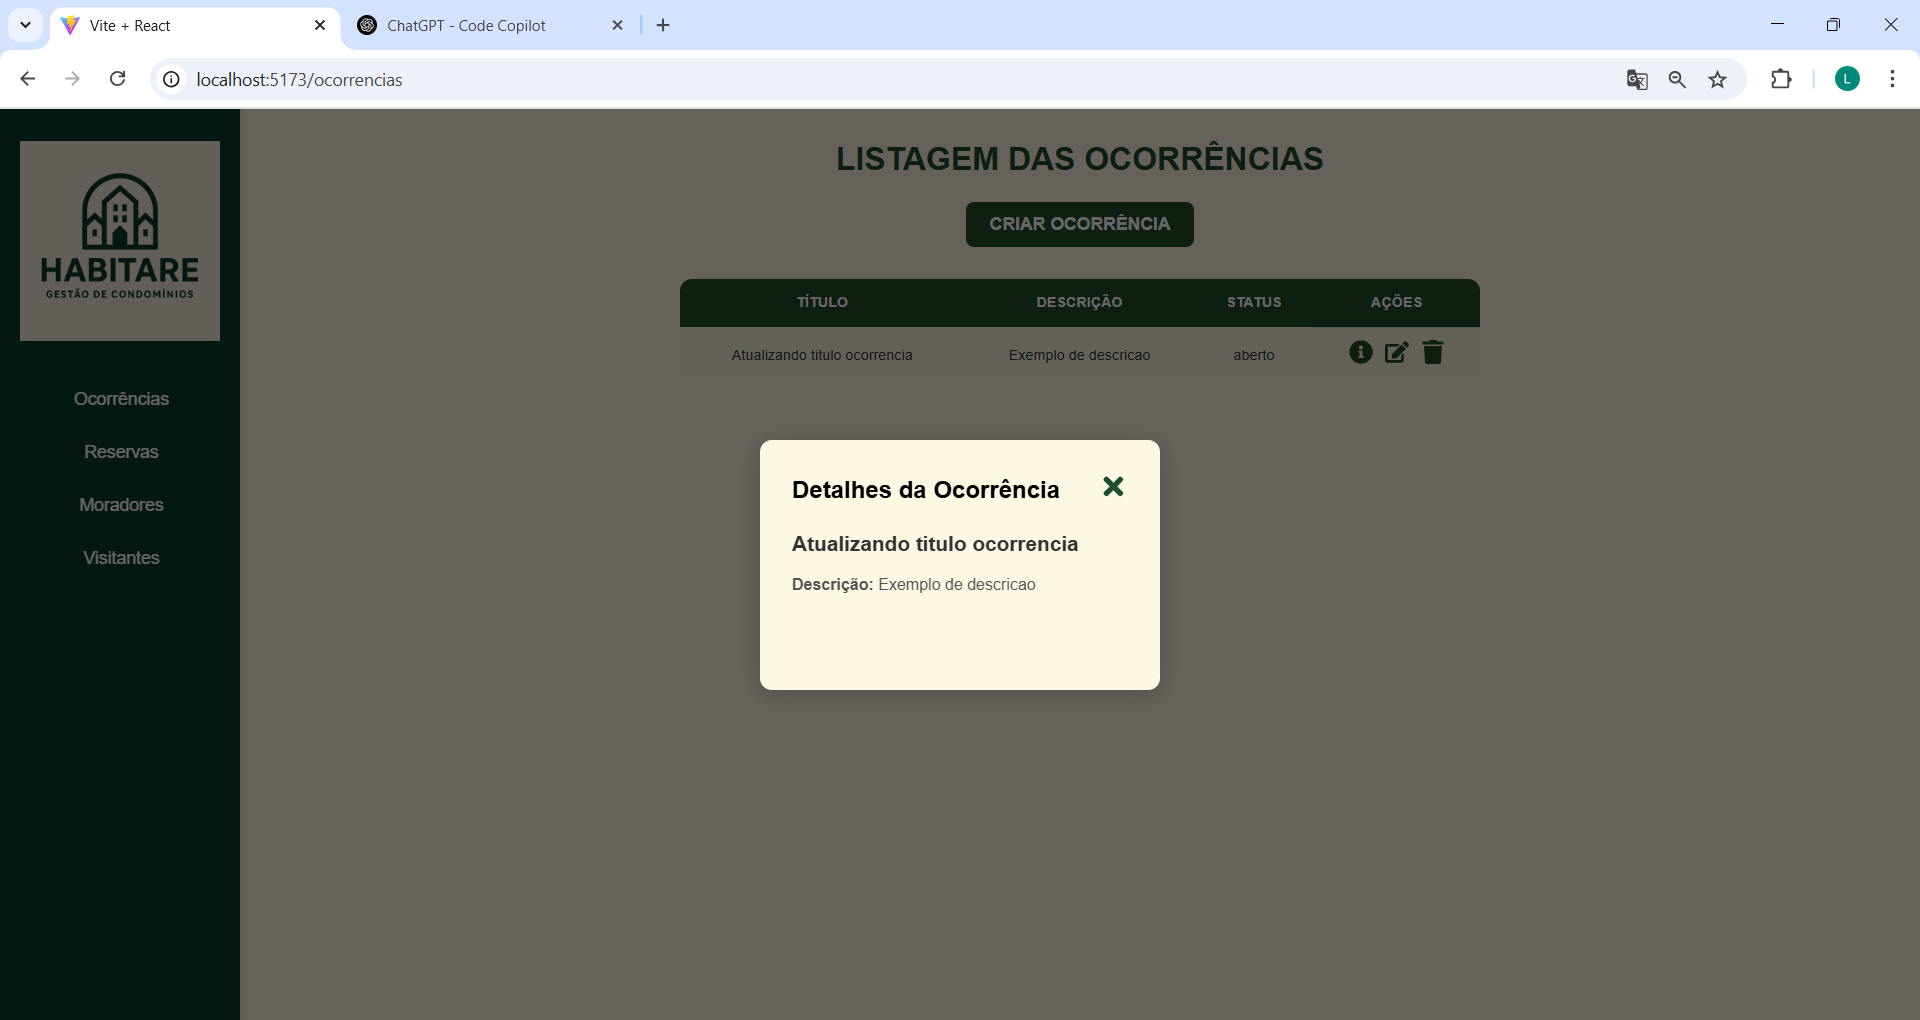 Vite + React
ChatGPT - Code Copilot
localhost:5173/ocorrencias
L
HABITARE
GESTÃO DE CONDOMÍNIOS
Ocorrências
Reservas
Moradores
Visitantes
LISTAGEM DAS OCORRÊNCIAS
CRIAR OCORRÊNCIA
TÍTULO DESCRIÇÃO STATUS AÇÕES
Atualizando titulo ocorrencia Exemplo de descricao aberto
Detalhes da Ocorrência
Atualizando titulo ocorrencia
Descrição: Exemplo de descricao